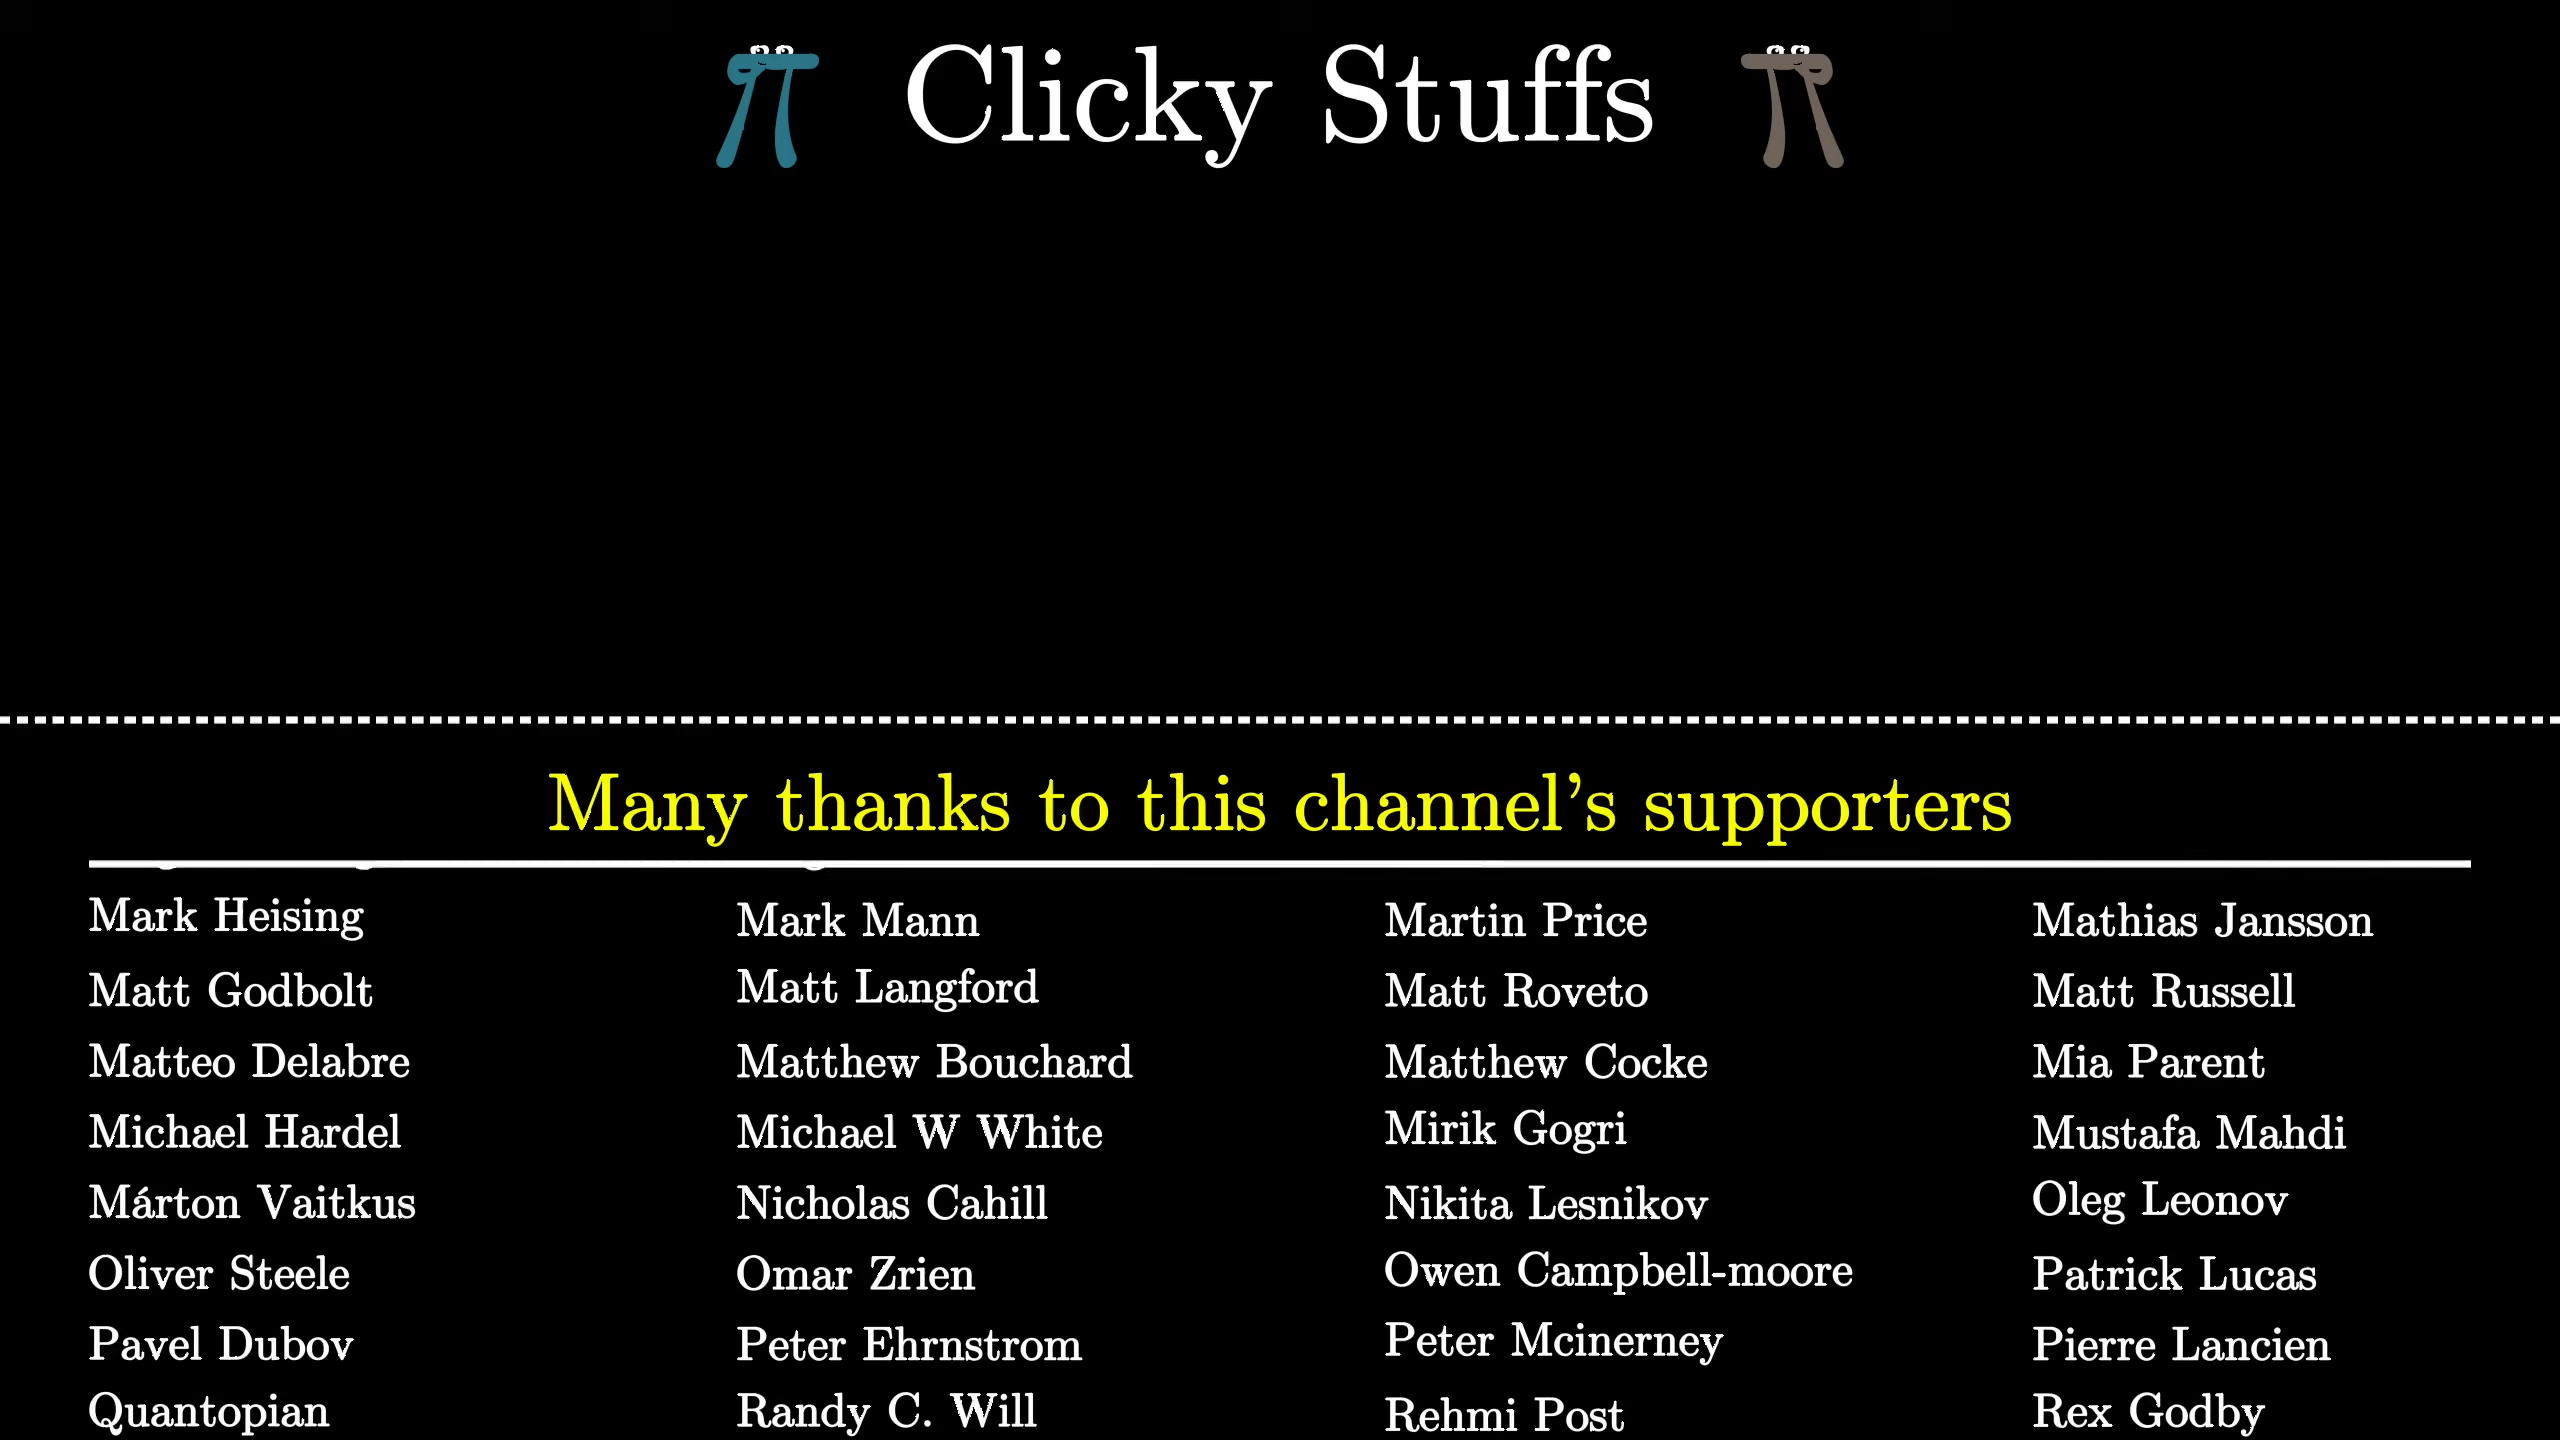 Clicky Stuffs
Many thanks to this channel's supporters
Mark Heising Mark Mann Martin Price Mathias Jansson
Matt Godbolt Matt Langford Matt Roveto Matt Russell
Matteo Delabre Matthew Bouchard Matthew Cocke Mia Parent
Michael Hardel Michael W White Mirik Gogri Mustafa Mahdi
Márton Vaitkus Nicholas Cahill Nikita Lesnikov Oleg Leonov
Oliver Steele Omar Zrien Owen Campbell-moore Patrick Lucas
Pavel Dubov Peter Ehrnstrom Peter Mcinerney Pierre Lancien
Quantopian Randy C. Will Rehmi Post Rex Godby